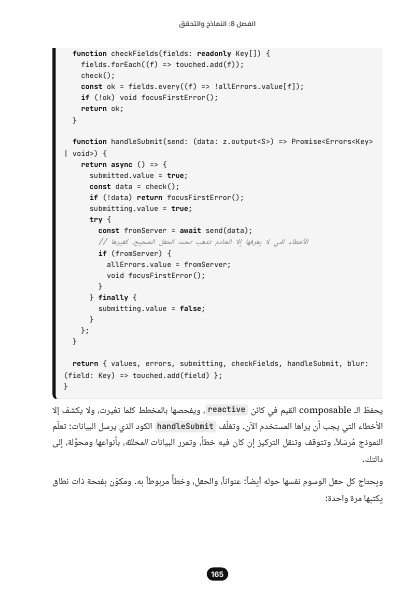 الفصل 8: النماذج والتحقق
function checkFields(fields: readonly Key[]) {
fields.forEach((f) => touched.add(f));
check();
const ok = fields.every((f) => !allErrors.value[f]);
if (!ok) void focusFirstError();
return ok;
}
function handleSubmit(send: (data: z.output<S>) => Promise<Errors<Key>
| void>) {
return async () => {
submitted.value = true;
const data = check();
if (!data) return focusFirstError();
submitting.value = true;
try {
const fromServer = await send(data);
// الأخطاء التي لا يعرفها إلا الخادم تذهب تحت الحقل الصحيح، كغيرها
if (fromServer) {
allErrors.value = fromServer;
void focusFirstError();
}
} finally {
submitting.value = false;
}
};
}
return { values, errors, submitting, checkFields, handleSubmit, blur:
(field: Key) => touched.add(field) };
}
يحفظ الـ composable القيم في كائن reactive، ويفحصها بالمخطط كلما تغيرت، ولا يكشف إلا
الأخطاء التي يجب أن يراها المستخدم الآن. وتغلّف handleSubmit الكود الذي يرسل البيانات: تعلّم
النموذج مُرسَلاً، وتتوقف وتنقل التركيز إن كان فيه خطأ، وتمرر البيانات المحللة، بأنواعها ومحوَّلة، إلى
دالتك.
ويحتاج كل حقل الوسوم نفسها حوله أيضاً: عنواناً، والحقل، وخطأً مربوطاً به. ومكوّن بفتحة ذات نطاق
يكتبها مرة واحدة:
165